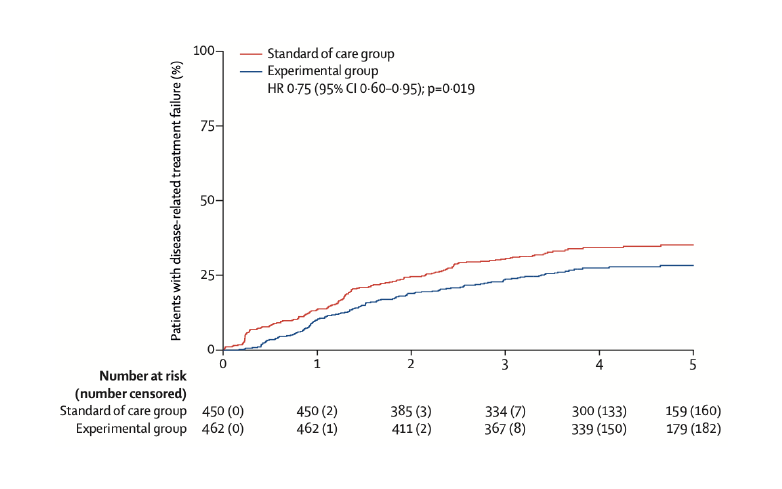 Patients with disease-related treatment failure (%)
100
75
50
25
0
Standard of care group
Experimental group
HR 0·75 (95% CI 0·60–0·95); p=0·019
0 1 2 3 4 5
Number at risk
(number censored)
Standard of care group 450 (0) 450 (2) 385 (3) 334 (7) 300 (133) 159 (160)
Experimental group 462 (0) 462 (1) 411 (2) 367 (8) 339 (150) 179 (182)